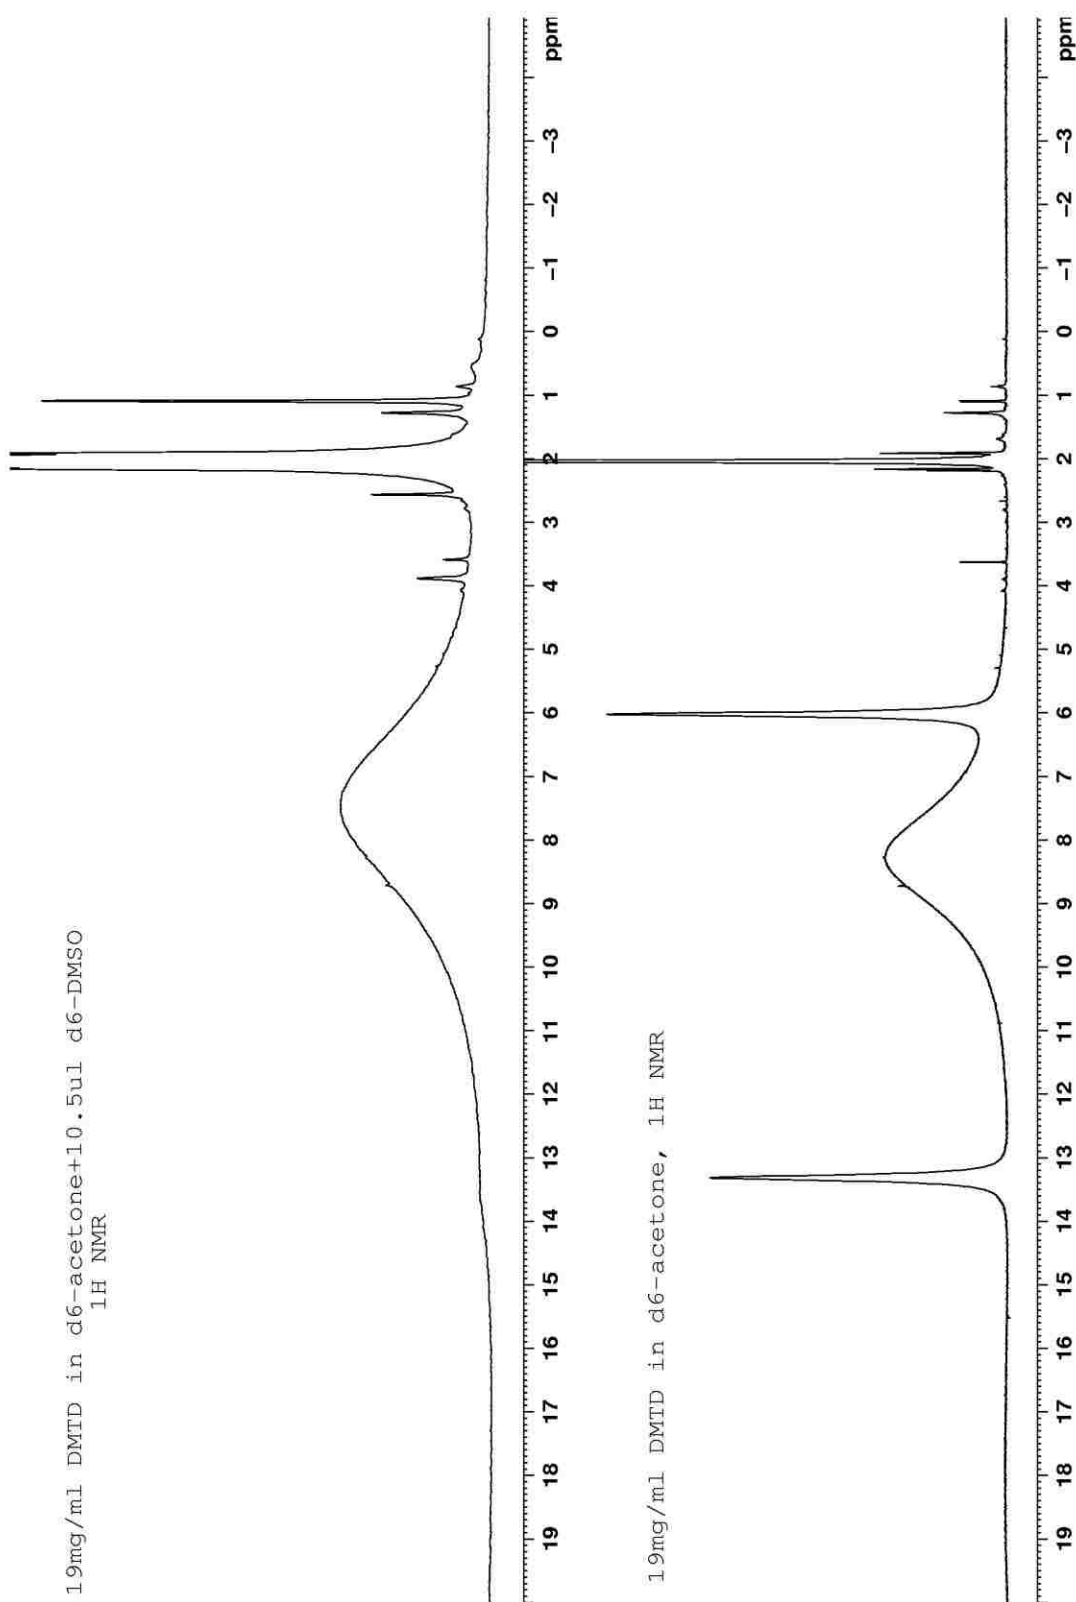 19mg/ml DMTD in d6-acetone+10.5ul d6-DMSO
1H NMR
19 18 17 16 15 14 13 12 11 10 9 8 7 6 5 4 3 2 1 0 -1 -2 -3 ppm
19mg/ml DMTD in d6-acetone, 1H NMR
19 18 17 16 15 14 13 12 11 10 9 8 7 6 5 4 3 2 1 0 -1 -2 -3 ppm